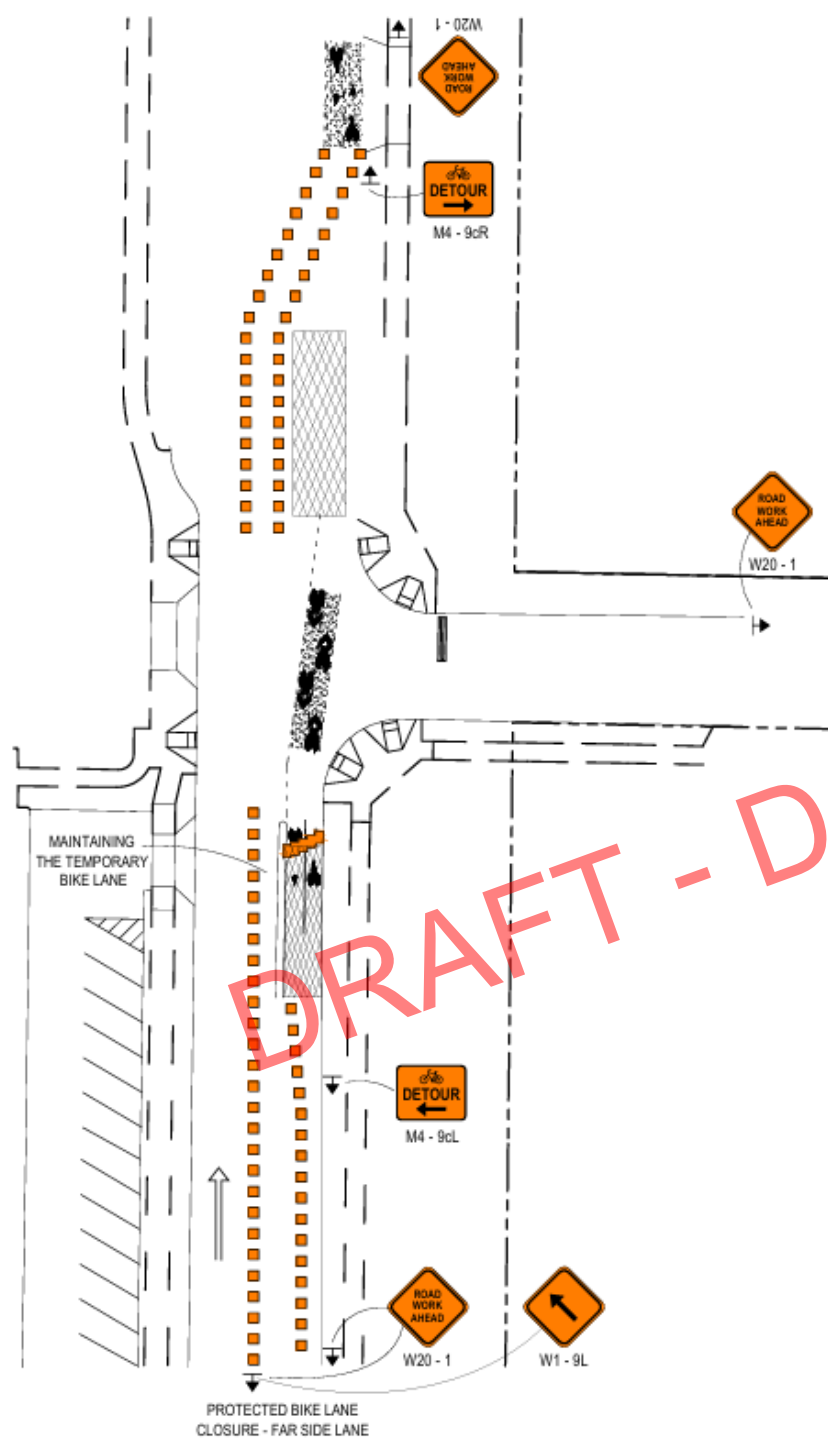 W20 - 1
ROAD
WORK
AHEAD
DETOUR
M4 - 9cR
ROAD
WORK
AHEAD
W20 - 1
MAINTAINING
THE TEMPORARY
BIKE LANE
DRAFT - D
DETOUR
M4 - 9cL
ROAD
WORK
AHEAD
W20 - 1
W1 - 9L
PROTECTED BIKE LANE
CLOSURE - FAR SIDE LANE